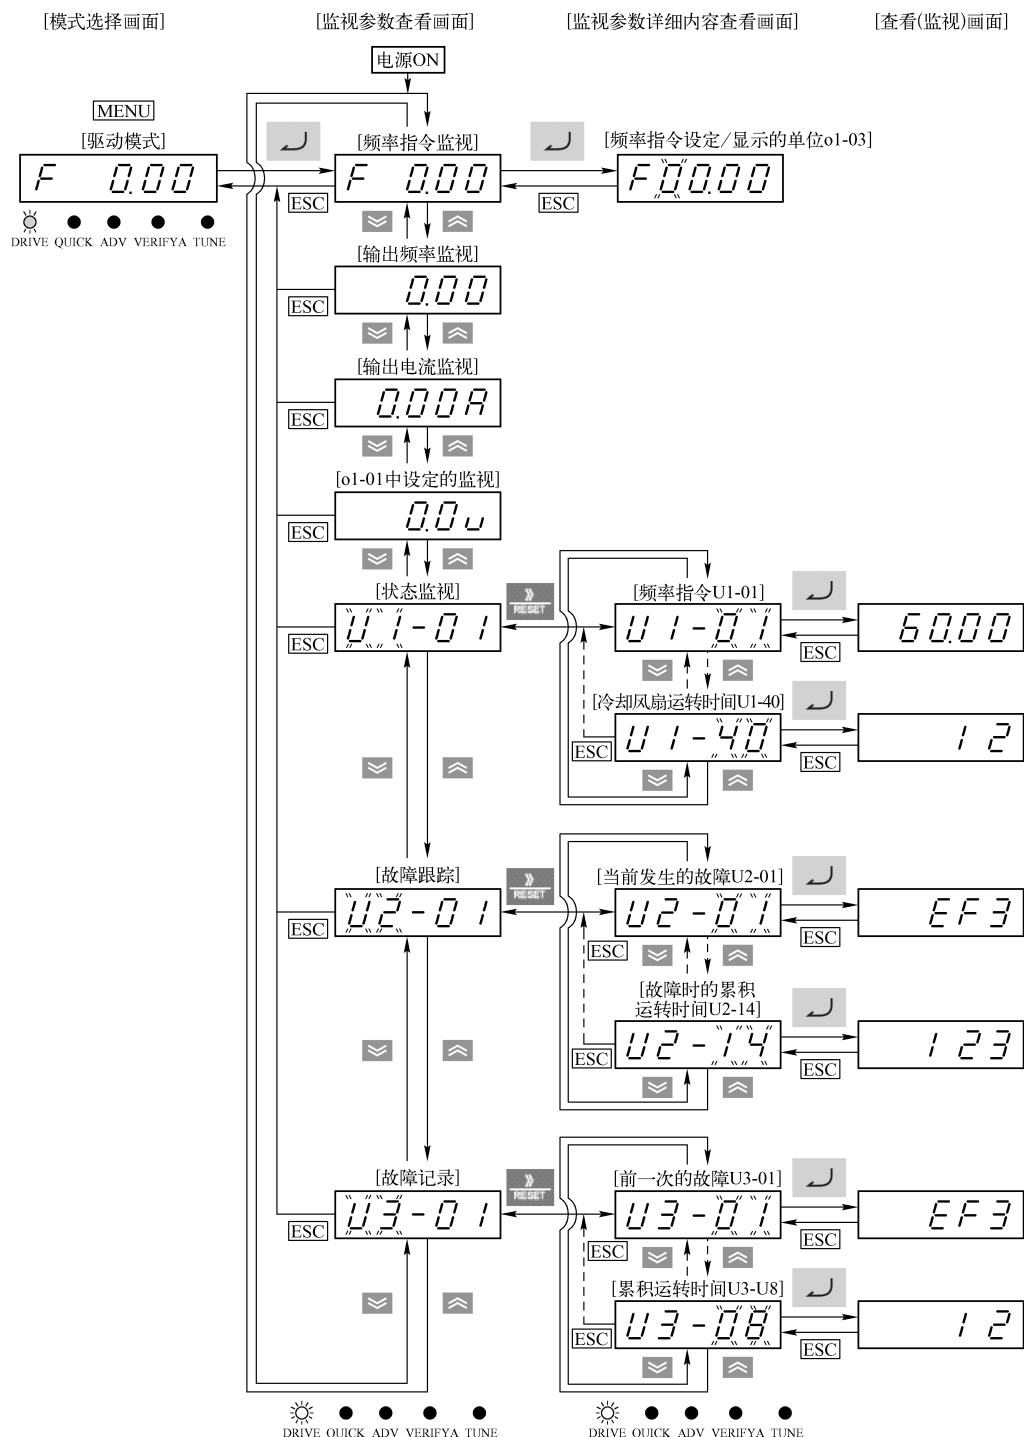 [模式选择画面] [监视参数查看画面] [监视参数详细内容查看画面] [查看(监视)画面]
电源ON
MENU
[驱动模式] [频率指令监视] [频率指令设定/显示的单位o1-03]
F 0.00 F 0.00 F00.00
ESC ESC
DRIVE QUICK ADV VERIFYA TUNE
[输出频率监视]
0.00
ESC
[输出电流监视]
0.00A
ESC
[o1-01中设定的监视]
0.0u
ESC
[状态监视] RESET [频率指令U1-01]
U1-01 U1-01 60.00
ESC ESC
[冷却风扇运转时间U1-40]
U1-40 12
ESC ESC
[故障跟踪] RESET [当前发生的故障U2-01]
U2-01 U2-01 EF3
ESC ESC ESC
[故障时的累积
运转时间U2-14]
U2-14 123
ESC ESC
[故障记录] RESET [前一次的故障U3-01]
U3-01 U3-01 EF3
ESC ESC ESC
[累积运转时间U3-U8]
U3-08 12
ESC ESC
DRIVE QUICK ADV VERIFYA TUNE DRIVE QUICK ADV VERIFYA TUNE